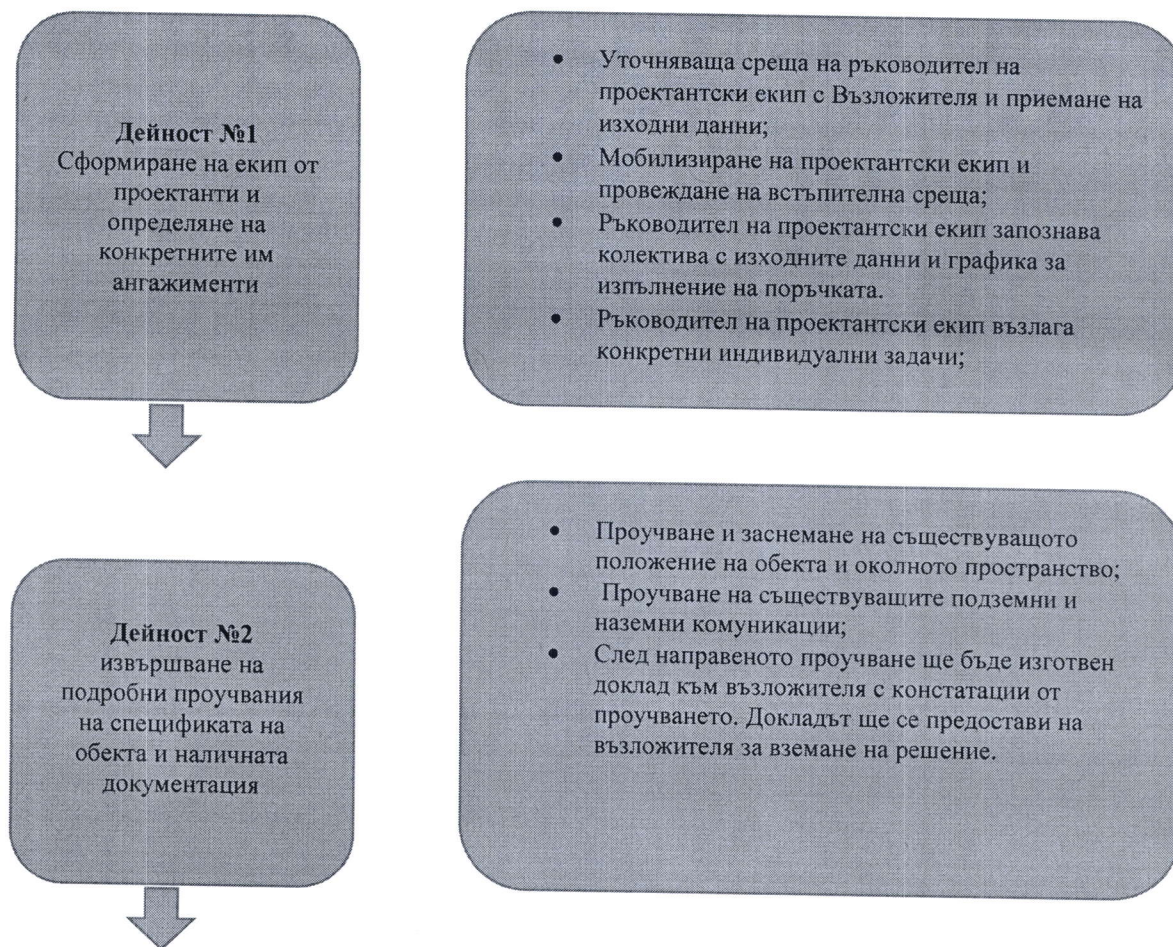 Дейност №1
Сформиране на екип от
проектанти и
определяне на
конкретните им
ангажименти
• Уточняваща среща на ръководител на
проектантски екип с Възложителя и приемане на
изходни данни;
• Мобилизиране на проектантски екип и
провеждане на встъпителна среща;
• Ръководител на проектантски екип запознава
колектива с изходните данни и графика за
изпълнение на поръчката.
• Ръководител на проектантски екип възлага
конкретни индивидуални задачи;
Дейност №2
извършване на
подробни проучвания
на спецификата на
обекта и наличната
документация
• Проучване и заснемане на съществуващото
положение на обекта и околното пространство;
• Проучване на съществуващите подземни и
наземни комуникации;
• След направеното проучване ще бъде изготвен
доклад към възложителя с констатации от
проучването. Докладът ще се предостави на
възложителя за вземане на решение.